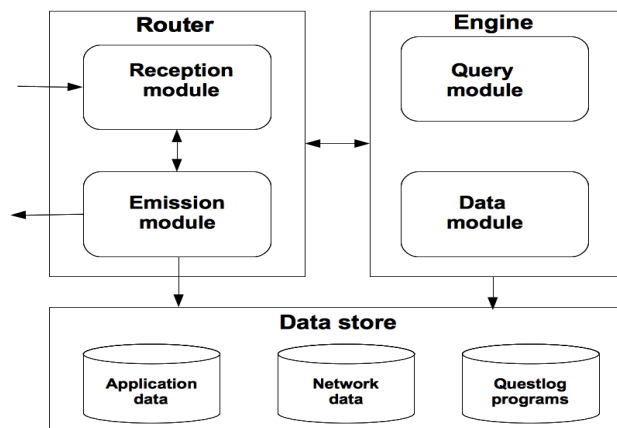 Router
Engine
Reception
module
Query
module
Emission
module
Data
module
Data store
Application
data
Network
data
Questlog
programs